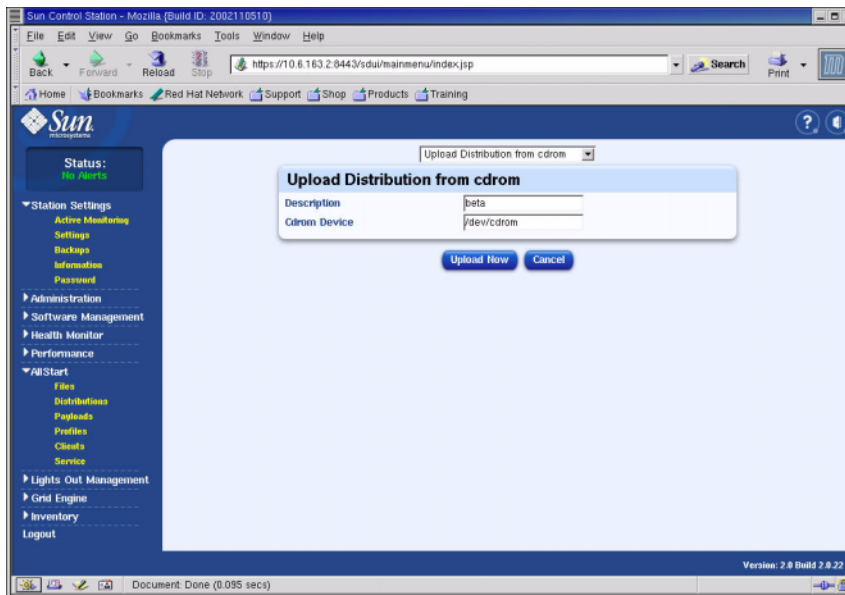 Sun Control Station - Mozilla {Build ID: 2002110510}
File Edit View Go Bookmarks Tools Window Help
Back Forward Reload Stop https://10.6.163.2:8443/sdui/mainmenu/index.jsp Search Print
Home Bookmarks Red Hat Network Support Shop Products Training
Sun
microsystems
?
Status:
No Alerts
Upload Distribution from cdrom
Upload Distribution from cdrom
Description beta
Cdrom Device /dev/cdrom
Upload Now Cancel
Station Settings
Active Monitoring
Settings
Backups
Information
Password
Administration
Software Management
Health Monitor
Performance
AllStart
Files
Distributions
Payloads
Profiles
Clients
Service
Lights Out Management
Grid Engine
Inventory
Logout
Version: 2.0 Build 2.0.22
Document: Done (0.095 secs)